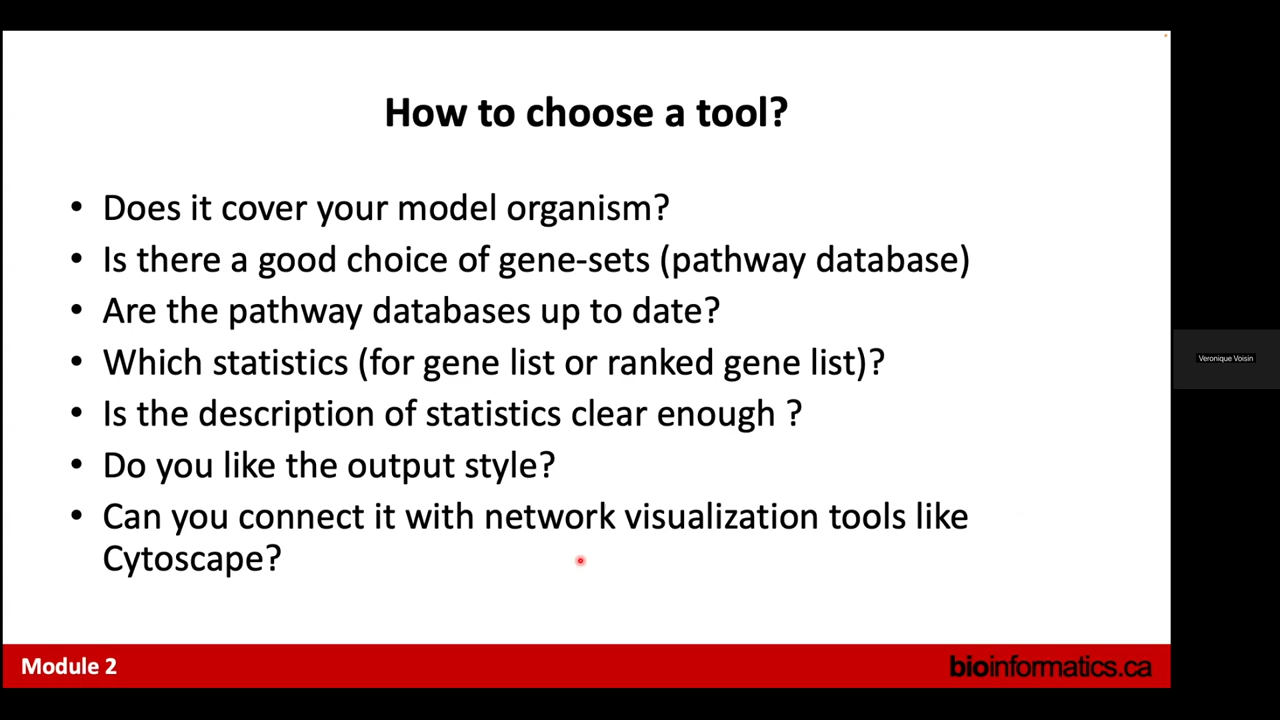 How to choose a tool?
• Does it cover your model organism?
• Is there a good choice of gene-sets (pathway database)
• Are the pathway databases up to date?
• Which statistics (for gene list or ranked gene list)?
• Is the description of statistics clear enough ?
• Do you like the output style?
• Can you connect it with network visualization tools like
Cytoscape?
Veronique Voisin
Module 2
bioinformatics.ca